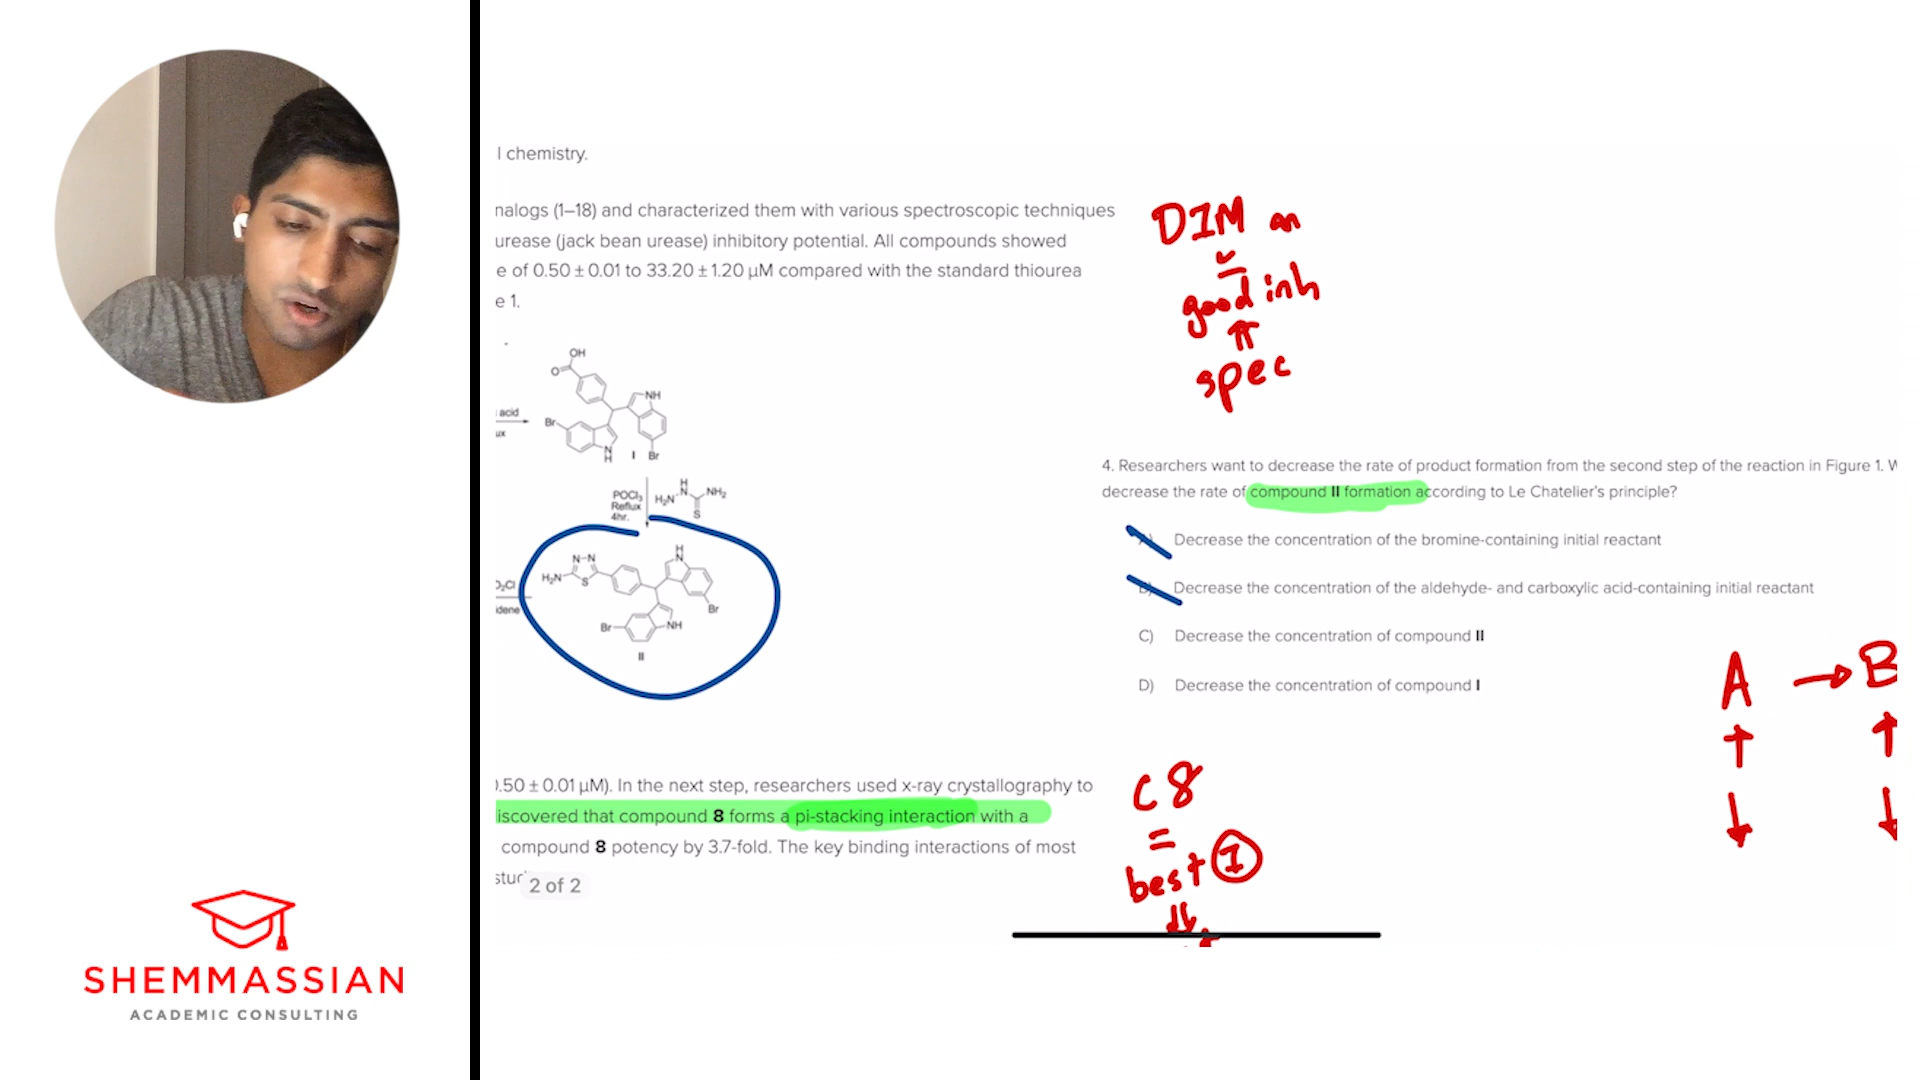 l chemistry.
nalogs (1–18) and characterized them with various spectroscopic techniques
urease (jack bean urease) inhibitory potential. All compounds showed
e of 0.50 ± 0.01 to 33.20 ± 1.20 µM compared with the standard thiourea
e 1.
OH
O
NH
acid
ux
Br
N
H
I
Br
POCl3
Reflux
4hr.
H2N
H
N
NH2
S
N–N
H2N
S
H
N
O2Cl
idene
Br
Br
NH
II
).50 ± 0.01 µM). In the next step, researchers used x-ray crystallography to
iscovered that compound 8 forms a pi-stacking interaction with a
compound 8 potency by 3.7-fold. The key binding interactions of most
stud
2 of 2
DIM
=
good inh
spec
4. Researchers want to decrease the rate of product formation from the second step of the reaction in Figure 1. W
decrease the rate of compound II formation according to Le Chatelier's principle?
Decrease the concentration of the bromine-containing initial reactant
Decrease the concentration of the aldehyde- and carboxylic acid-containing initial reactant
C) Decrease the concentration of compound II
D) Decrease the concentration of compound I
A → B
↑ ↑
↓ ↓
C8
=
best I
SHEMMASSIAN
ACADEMIC CONSULTING